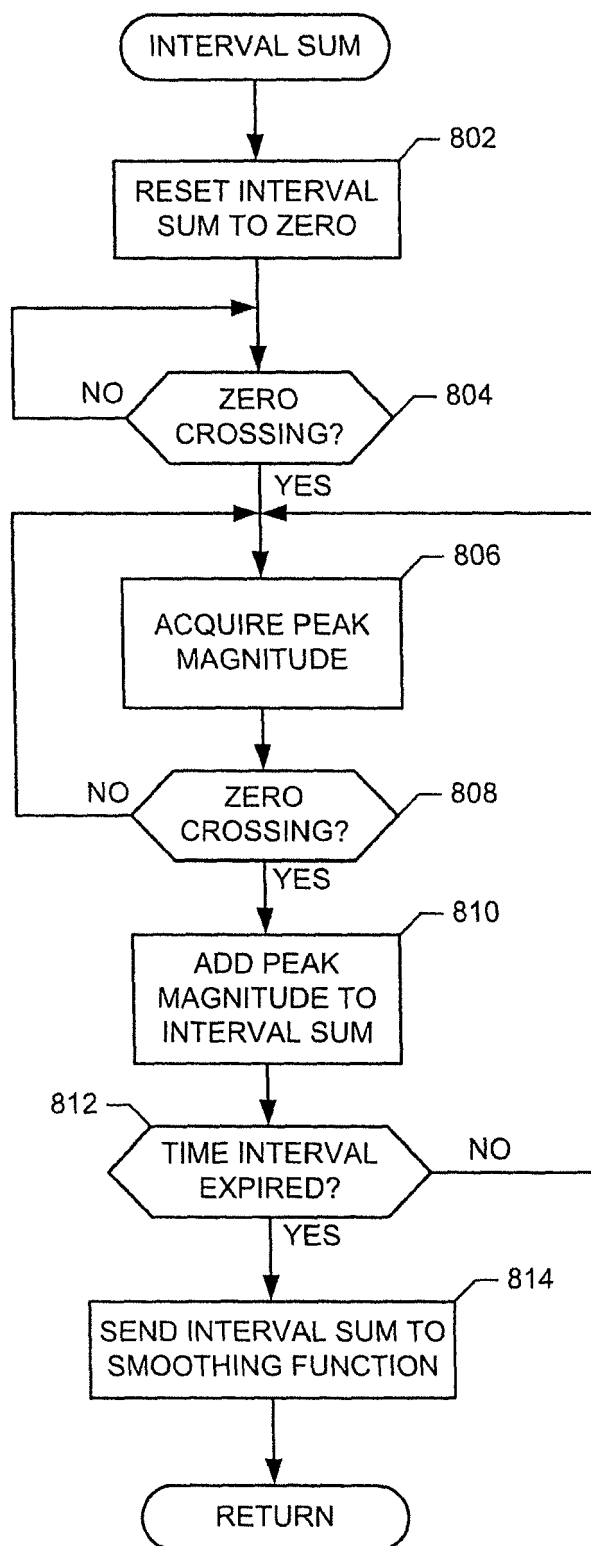 INTERVAL SUM
802
RESET INTERVAL
SUM TO ZERO
NO
ZERO
CROSSING?
804
YES
806
ACQUIRE PEAK
MAGNITUDE
NO
ZERO
CROSSING?
808
YES
810
ADD PEAK
MAGNITUDE TO
INTERVAL SUM
812
TIME INTERVAL
EXPIRED?
NO
YES
814
SEND INTERVAL SUM TO
SMOOTHING FUNCTION
RETURN